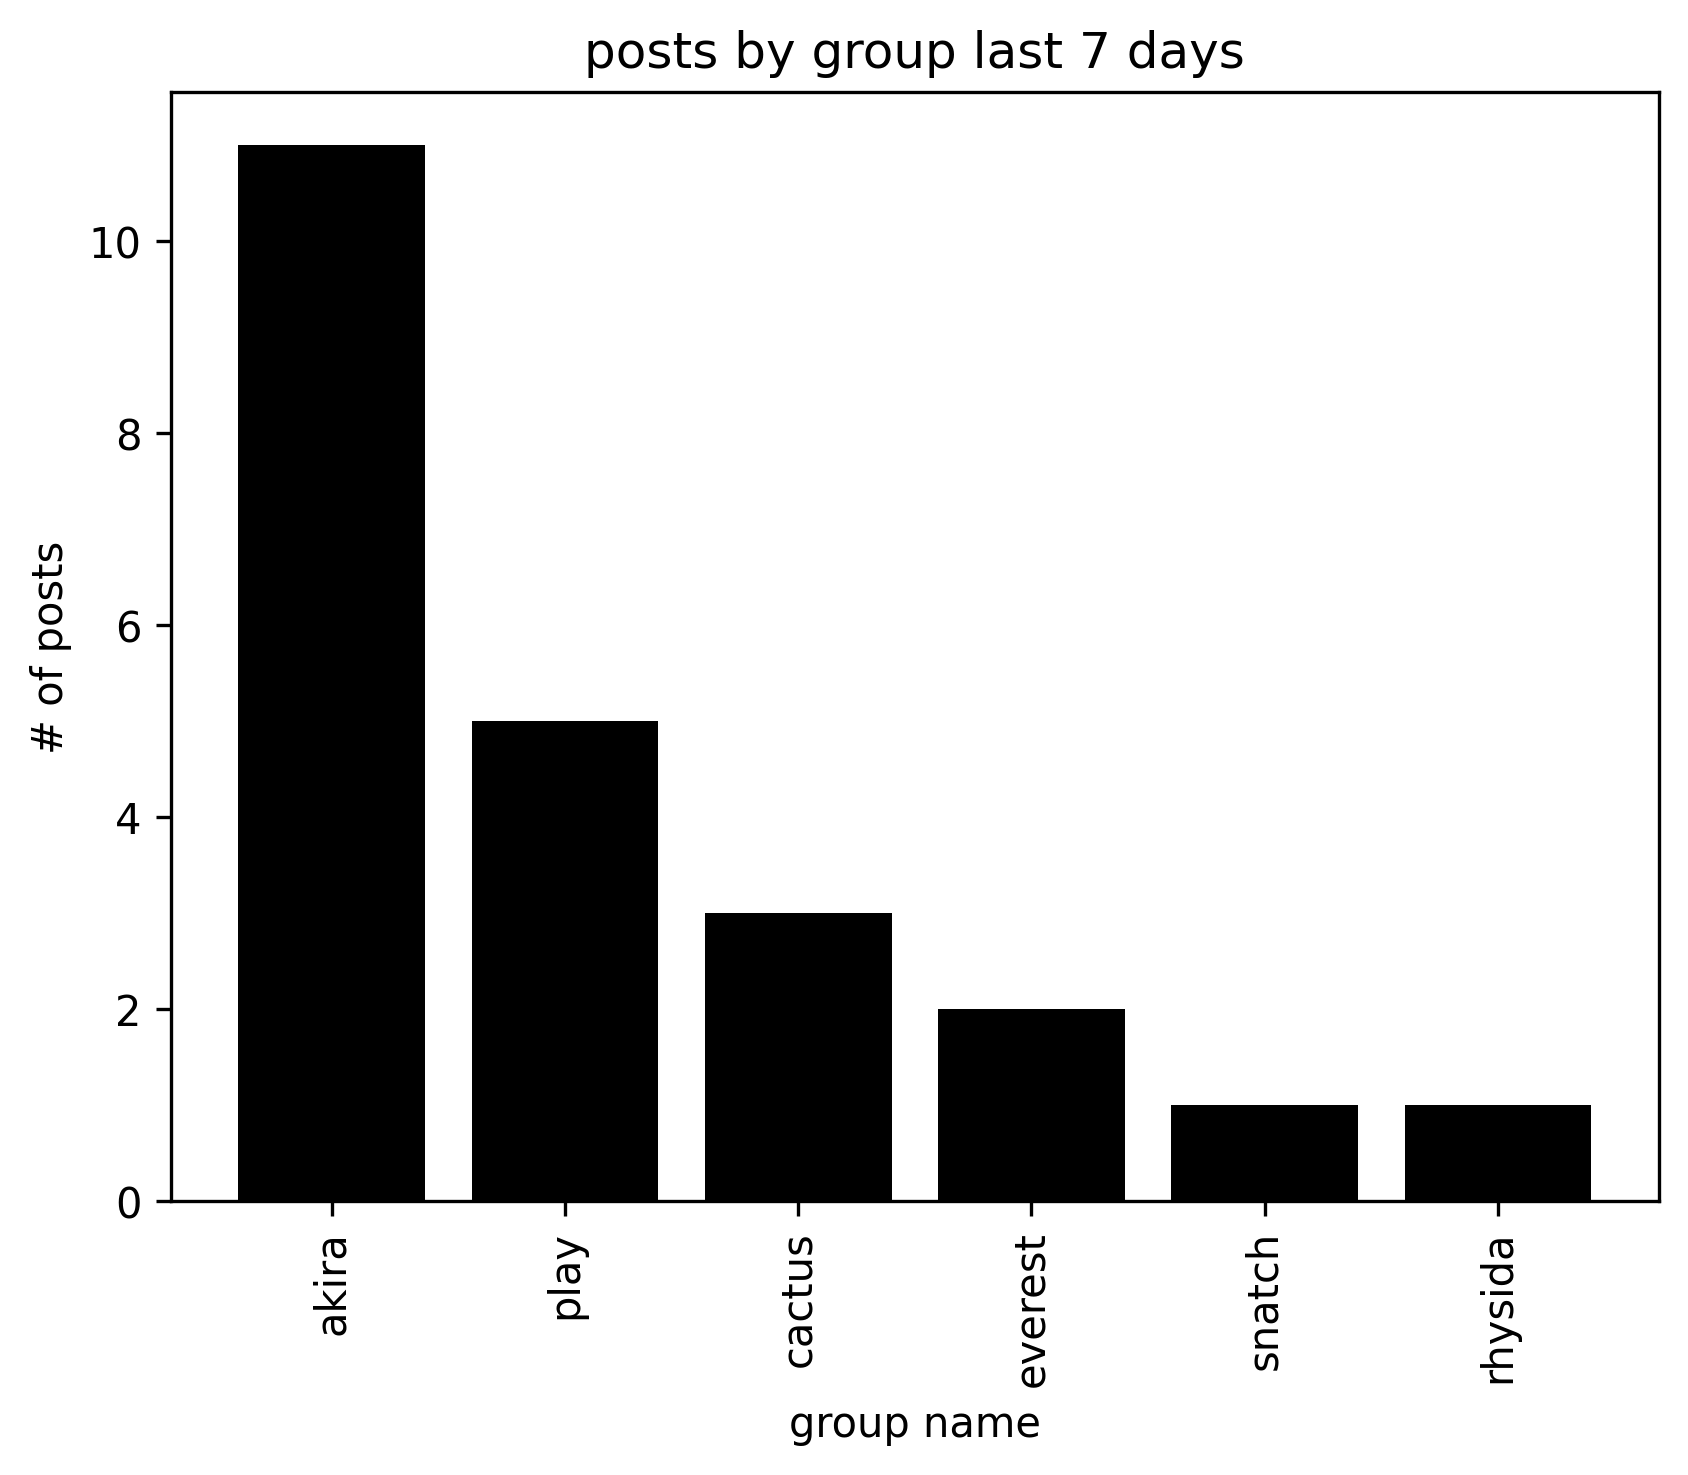 posts by group last 7 days
# of posts
10
8
6
4
2
0
akira
play
cactus
everest
snatch
rhysida
group name